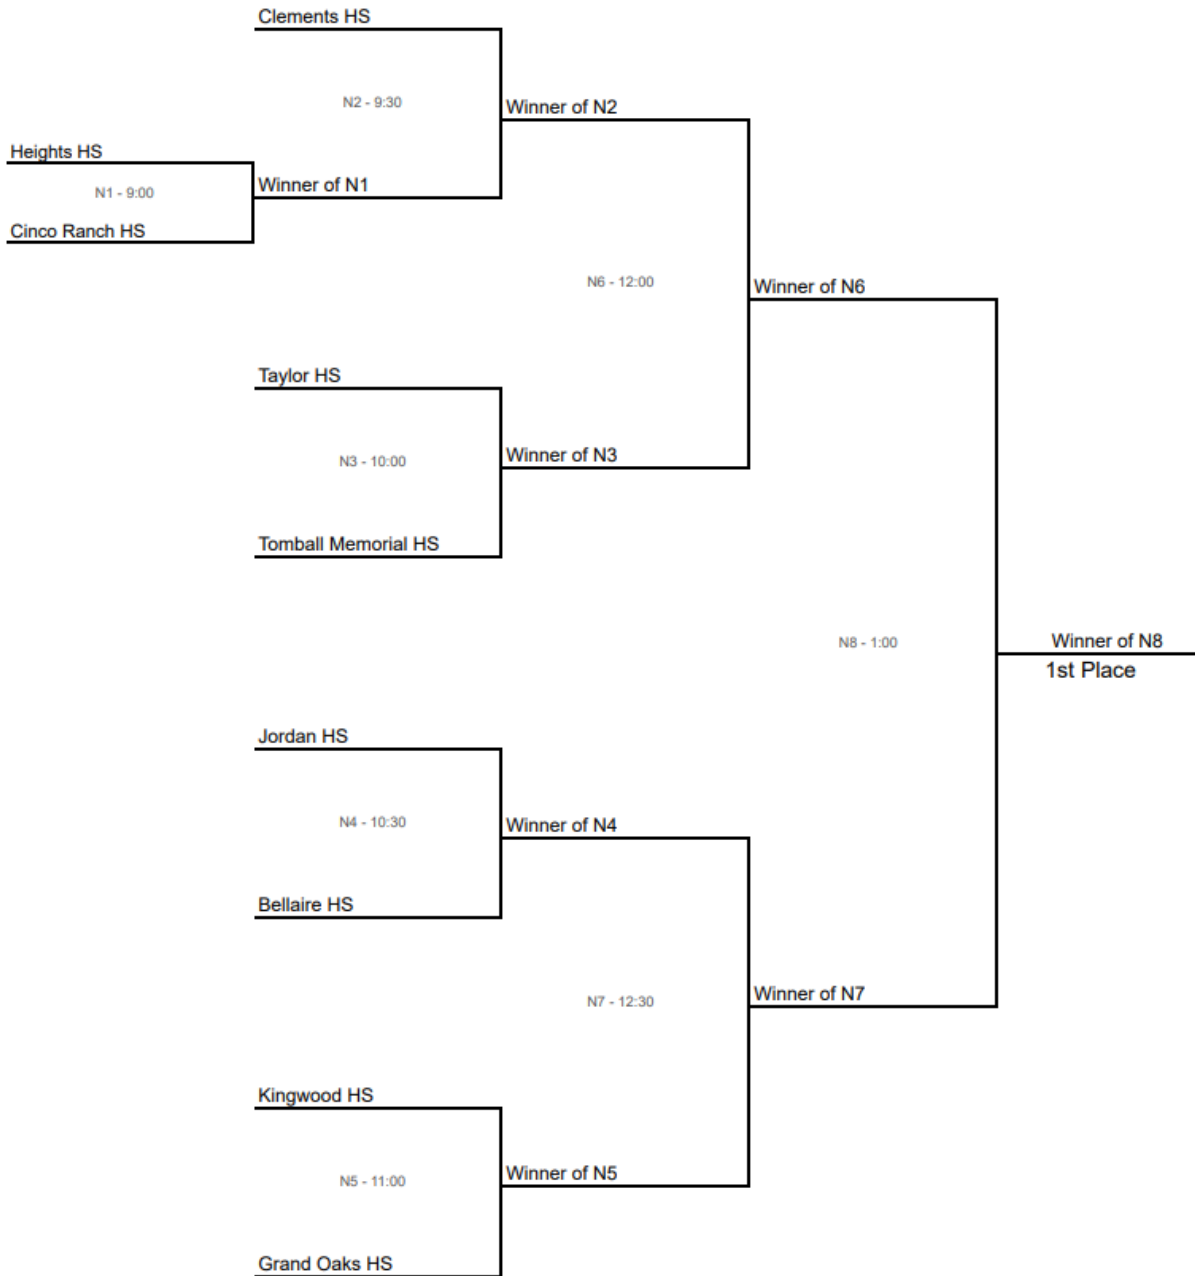 Clements HS
N2 - 9:30
Winner of N2
Heights HS
N1 - 9:00
Winner of N1
Cinco Ranch HS
N6 - 12:00
Winner of N6
Taylor HS
N3 - 10:00
Winner of N3
Tomball Memorial HS
N8 - 1:00
Winner of N8
1st Place
Jordan HS
N4 - 10:30
Winner of N4
Bellaire HS
N7 - 12:30
Winner of N7
Kingwood HS
N5 - 11:00
Winner of N5
Grand Oaks HS